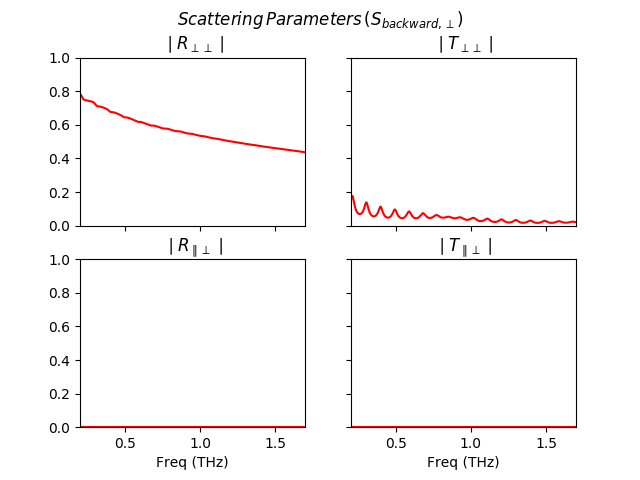 Scattering Parameters (S_backward,⊥)
| R⊥⊥ |
| T⊥⊥ |
1.0
0.8
0.6
0.4
0.2
0.0
| R∥⊥ |
| T∥⊥ |
1.0
0.8
0.6
0.4
0.2
0.0
0.5 1.0 1.5
0.5 1.0 1.5
Freq (THz)
Freq (THz)